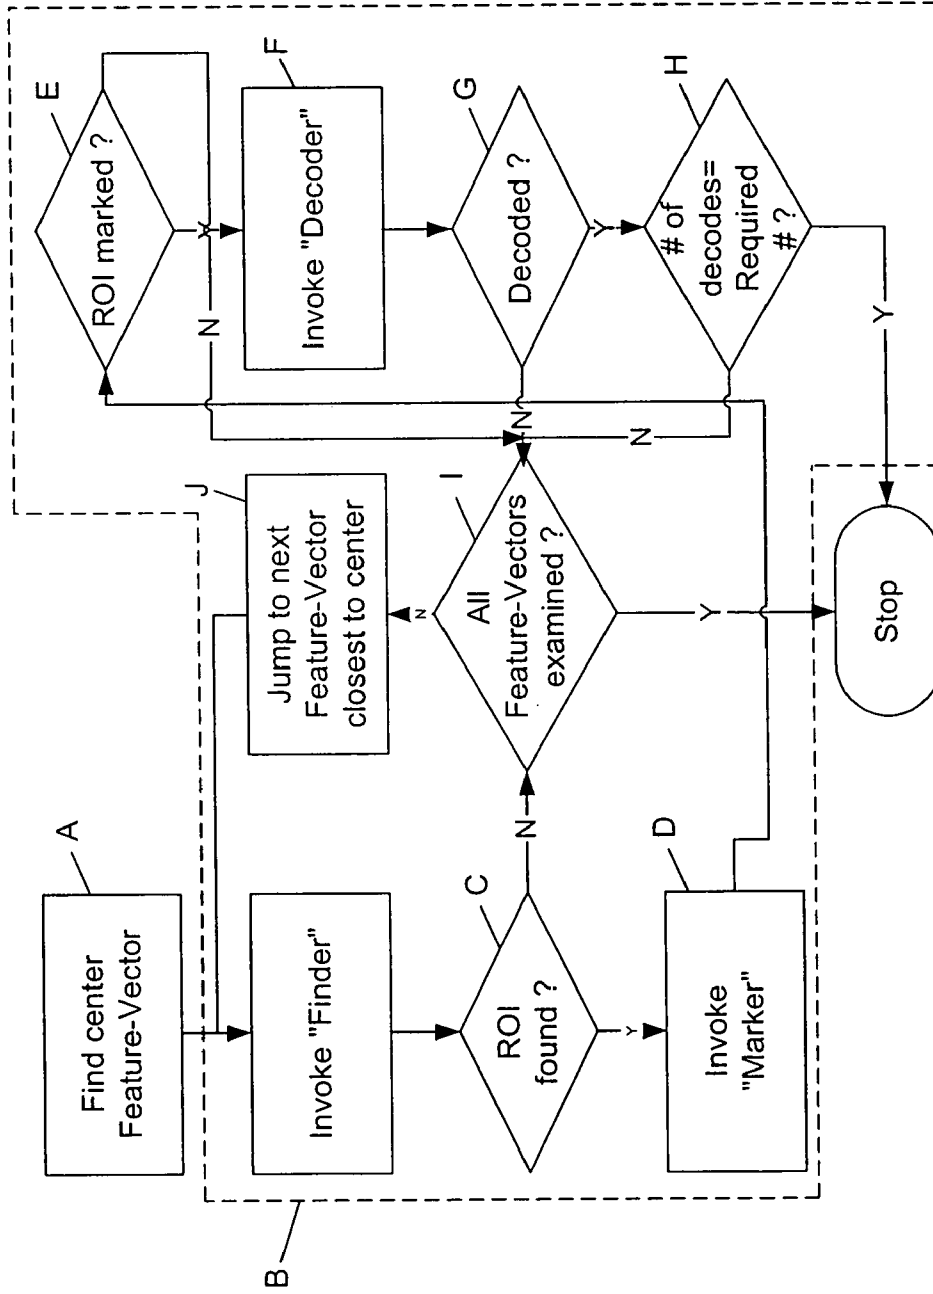 A
Find center
Feature-Vector
B
Invoke "Finder"
C
ROI
found ?
N
Y
D
Invoke
"Marker"
J
Jump to next
Feature-Vector
closest to center
N
I
All
Feature-Vectors
examined ?
Y
Stop
E
ROI marked ?
Y
N
F
Invoke "Decoder"
G
Decoded ?
N
Y
H
# of
decodes=
Required
# ?
N
Y